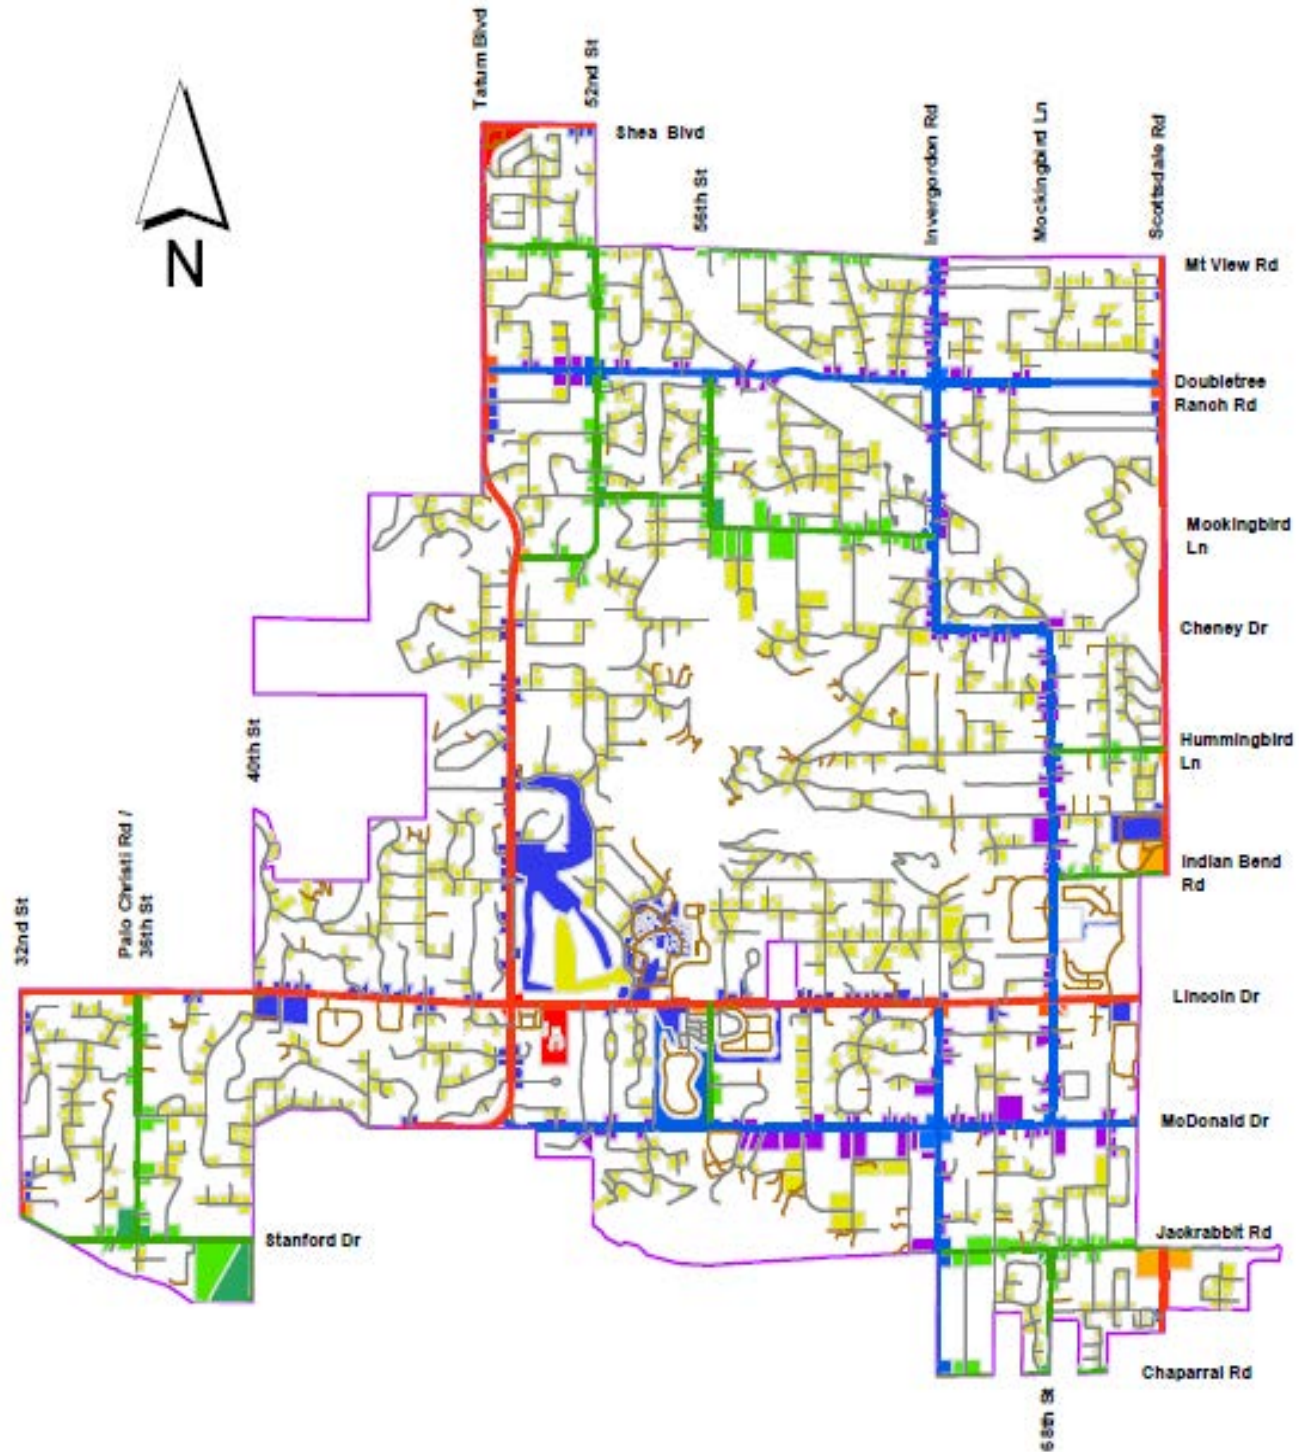 Tatum Blvd
52nd St
Shea Blvd
56th St
Invergordon Rd
Mockingbird Ln
Scottsdale Rd
N
Mt View Rd
Doubletree
Ranch Rd
Mockingbird
Ln
Cheney Dr
Hummingbird
Ln
40th St
Palo Christi Rd /
36th St
32nd St
Indian Bend
Rd
Lincoln Dr
McDonald Dr
Stanford Dr
Jackrabbit Rd
Chaparral Rd
68th St